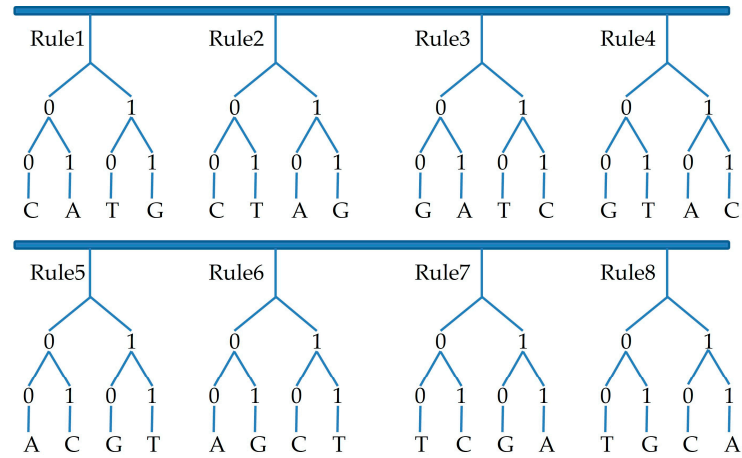 Rule1 Rule2 Rule3 Rule4
0 1 0 1 0 1 0 1
0 1 0 1 0 1 0 1 0 1 0 1 0 1 0 1
C A T G C T A G G A T C G T A C
Rule5 Rule6 Rule7 Rule8
0 1 0 1 0 1 0 1
0 1 0 1 0 1 0 1 0 1 0 1 0 1 0 1
A C G T A G C T T C G A T G C A